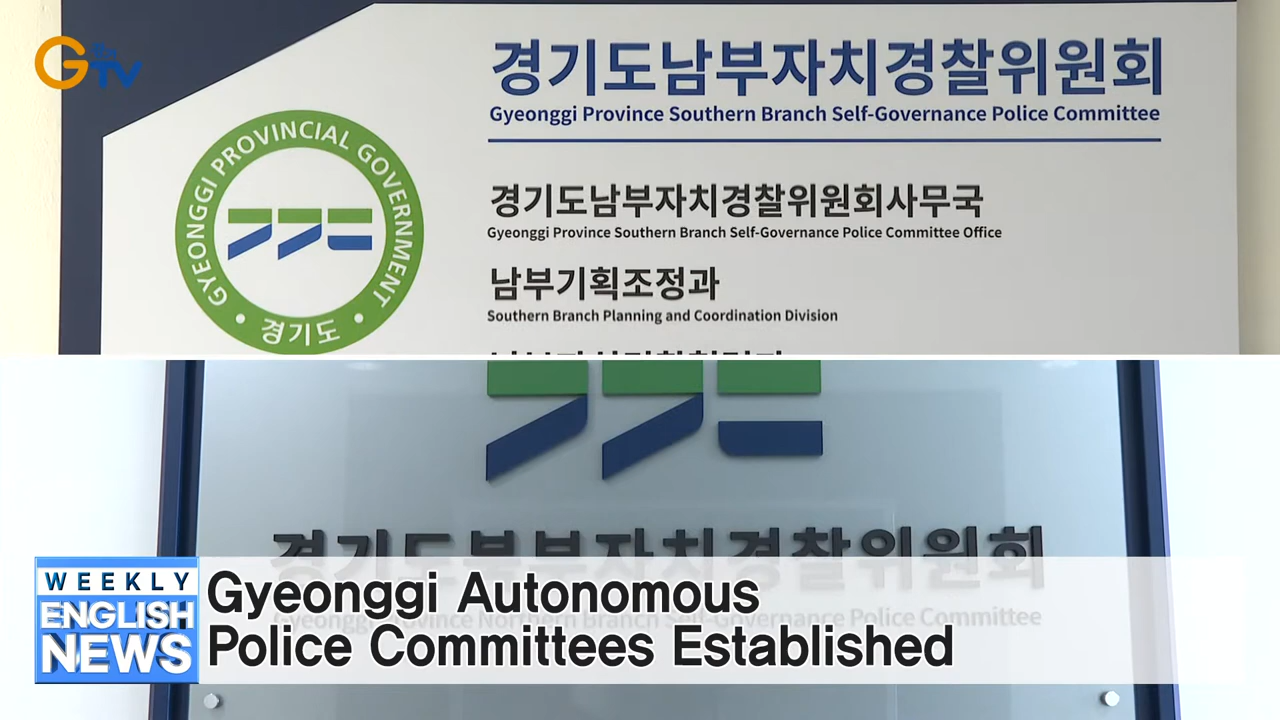 GTV
경기도남부자치경찰위원회
Gyeonggi Province Southern Branch Self-Governance Police Committee
GYEONGGI PROVINCIAL GOVERNMENT
경기도
경기도남부자치경찰위원회사무국
Gyeonggi Province Southern Branch Self-Governance Police Committee Office
남부기획조정과
Southern Branch Planning and Coordination Division
경기도북부자치경찰위원회
Gyeonggi Province Northern Branch Self-Governance Police Committee
WEEKLY
ENGLISH
NEWS
Gyeonggi Autonomous
Police Committees Established